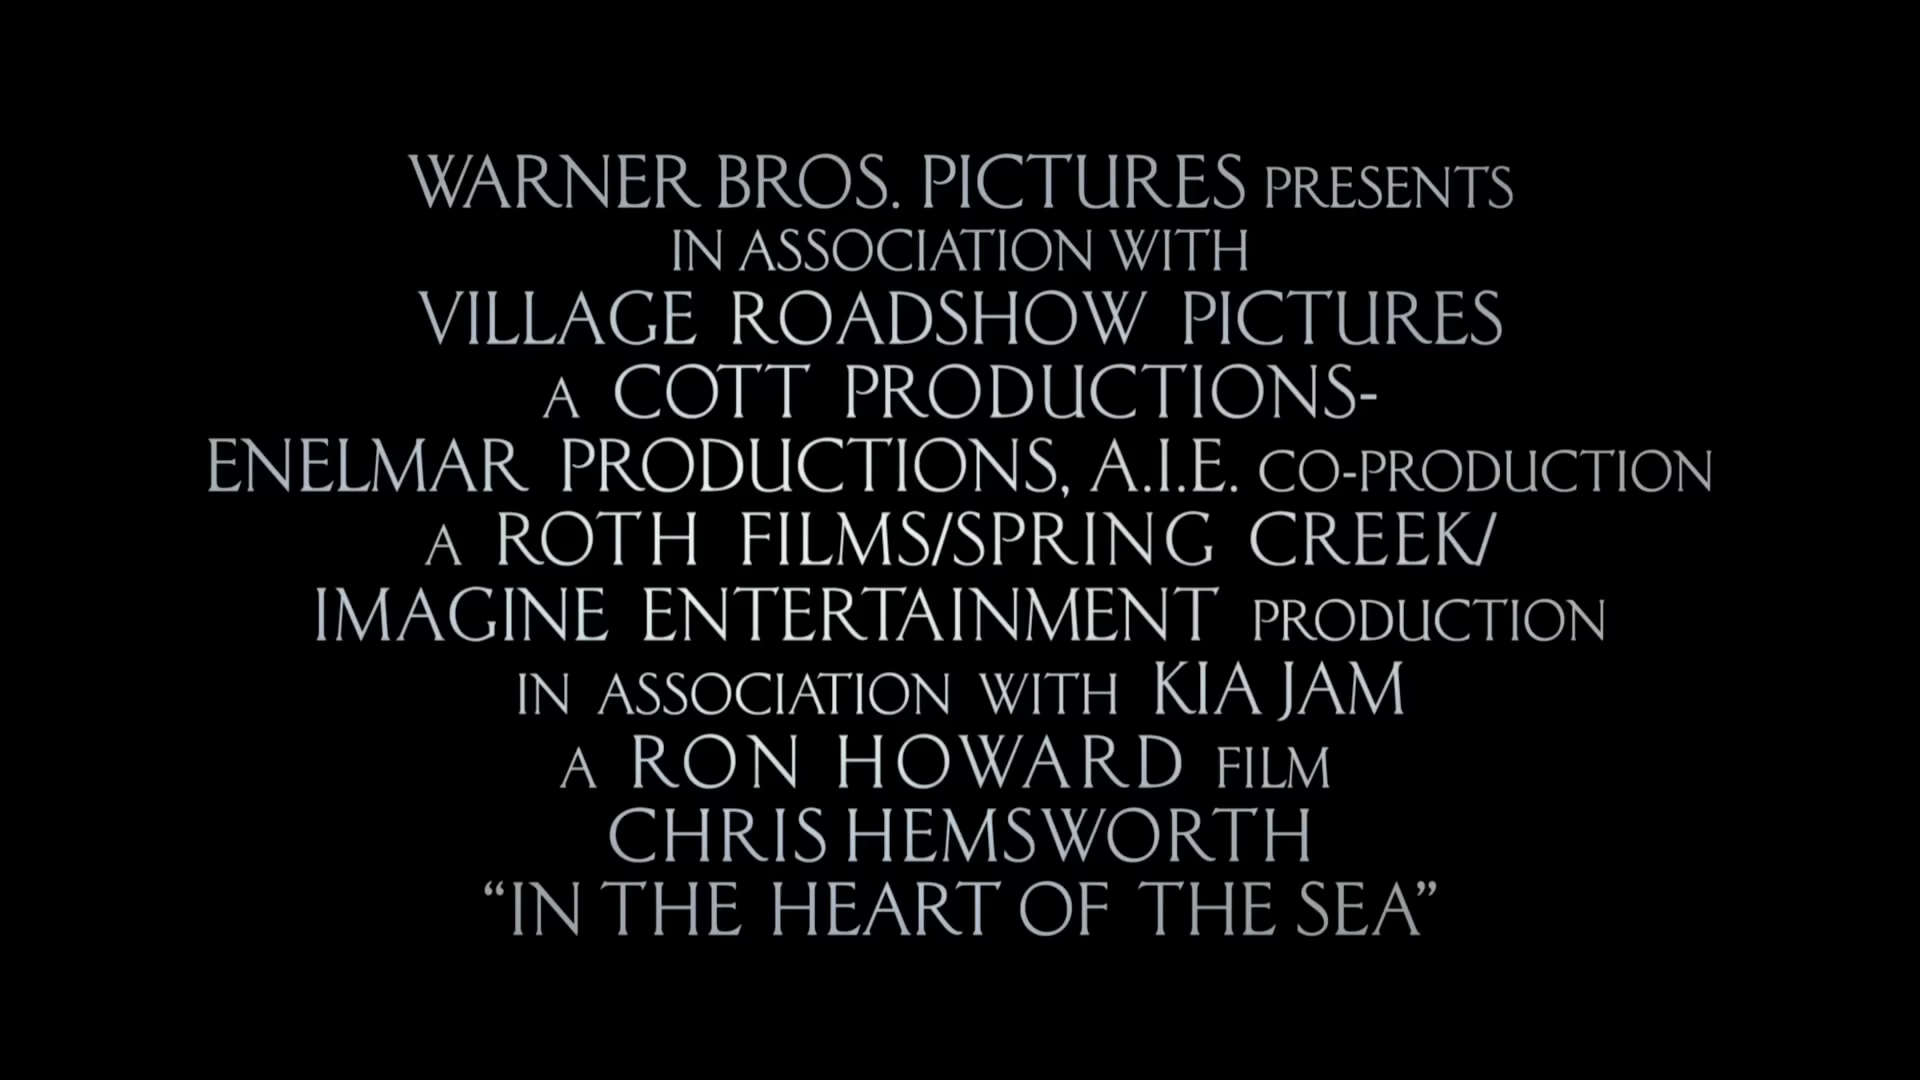 WARNER BROS. PICTURES PRESENTS
IN ASSOCIATION WITH
VILLAGE ROADSHOW PICTURES
A COTT PRODUCTIONS-
ENELMAR PRODUCTIONS, A.I.E. CO-PRODUCTION
A ROTH FILMS/SPRING CREEK/
IMAGINE ENTERTAINMENT PRODUCTION
IN ASSOCIATION WITH KIA JAM
A RON HOWARD FILM
CHRIS HEMSWORTH
“IN THE HEART OF THE SEA”